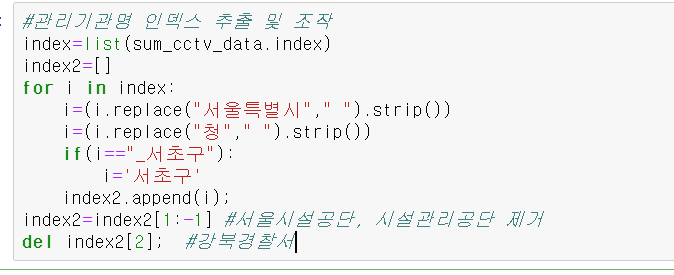 #관리기관명 인덱스 추출 및 조작
index=list(sum_cctv_data.index)
index2=[]
for i in index:
    i=(i.replace("서울특별시"," ").strip())
    i=(i.replace("청"," ").strip())
    if(i=="_서초구"):
        i='서초구'
    index2.append(i);
index2=index2[1:-1] #서울시설공단, 시설관리공단 제거
del index2[2];  #강북경찰서